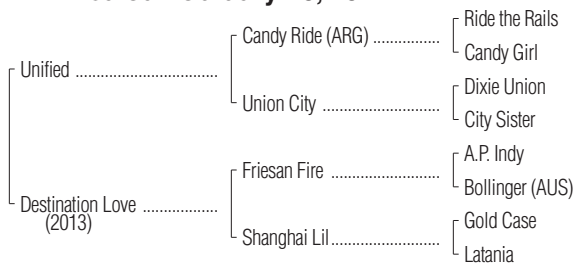 Ride the Rails
Candy Ride (ARG) ....................
Candy Girl
Unified ..................................
Dixie Union
Union City ............................
City Sister
A.P. Indy
Friesan Fire ..........................
Bollinger (AUS)
Destination Love ..................
(2013)
Gold Case
Shanghai Lil..........................
Latania